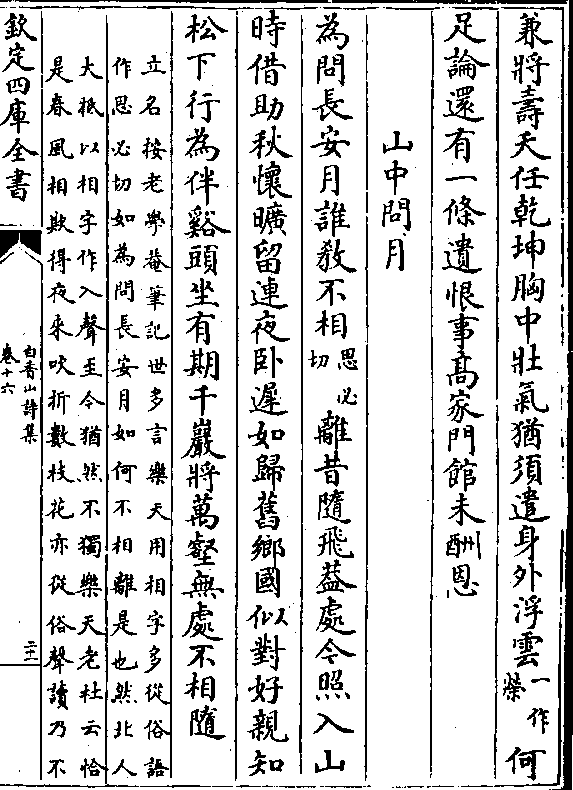 兼將壽夭任乾坤胸中壯氣猶須遣身外浮雲一作榮何
足論還有一條遺恨事高家門館未酬恩
山中問月
為問長安月誰教不相思必切離昔隨飛葢處今照入山
時借助秋懷曠留連夜卧遲如歸舊鄉國似對好親知
松下行為伴谿頭坐有期千巖將萬壑無處不相隨
立名按老學菴筆記世多言樂天用相字多從俗語
作思必切如為問長安月如何不相離是也然北人
大抵以相字作入聲至今猶然不獨樂天老杜云恰
是春風相欺得夜來吹折數枝花亦從俗聲讀乃不
欽定四庫全書
白香山詩集
卷十六
二十一